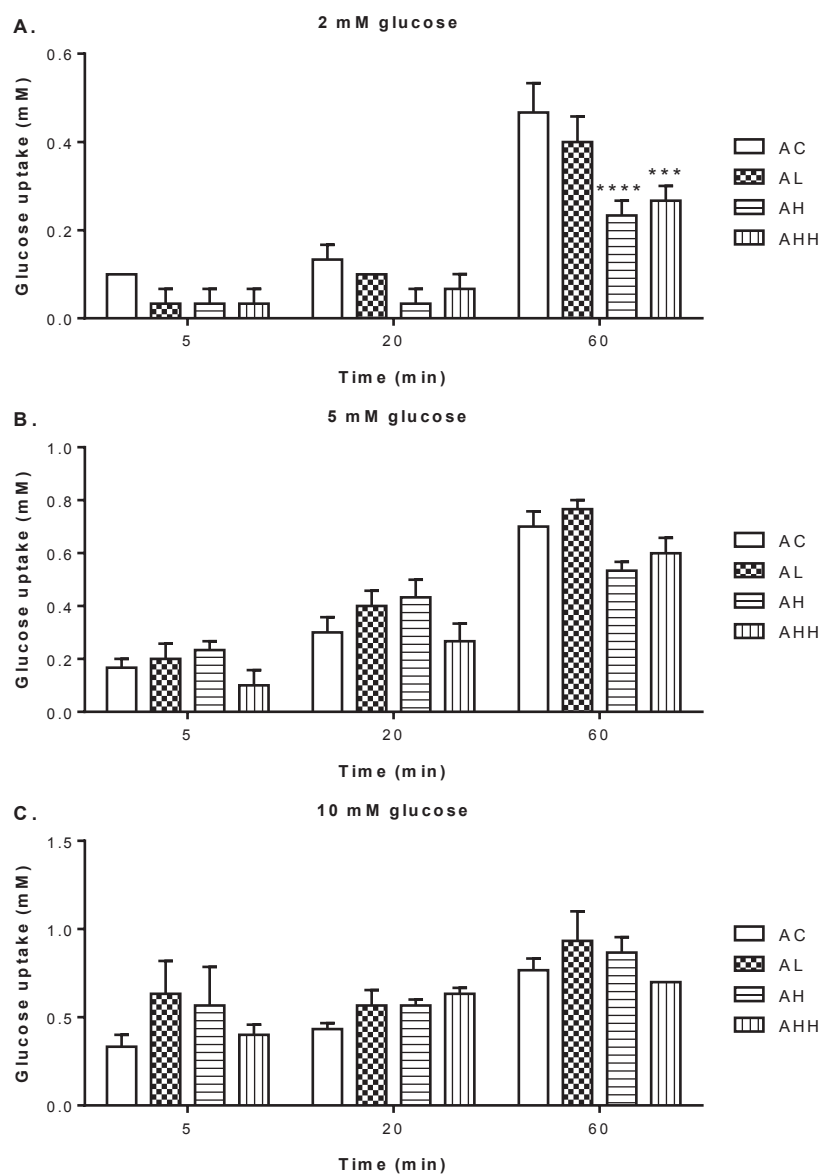 A.
2 mM glucose
Glucose uptake (mM)
0.6
0.4
0.2
0.0
****
***
5
20
60
Time (min)
AC
AL
AH
AHH
B.
5 mM glucose
Glucose uptake (mM)
1.0
0.8
0.6
0.4
0.2
0.0
5
20
60
Time (min)
AC
AL
AH
AHH
C.
10 mM glucose
Glucose uptake (mM)
1.5
1.0
0.5
0.0
5
20
60
Time (min)
AC
AL
AH
AHH